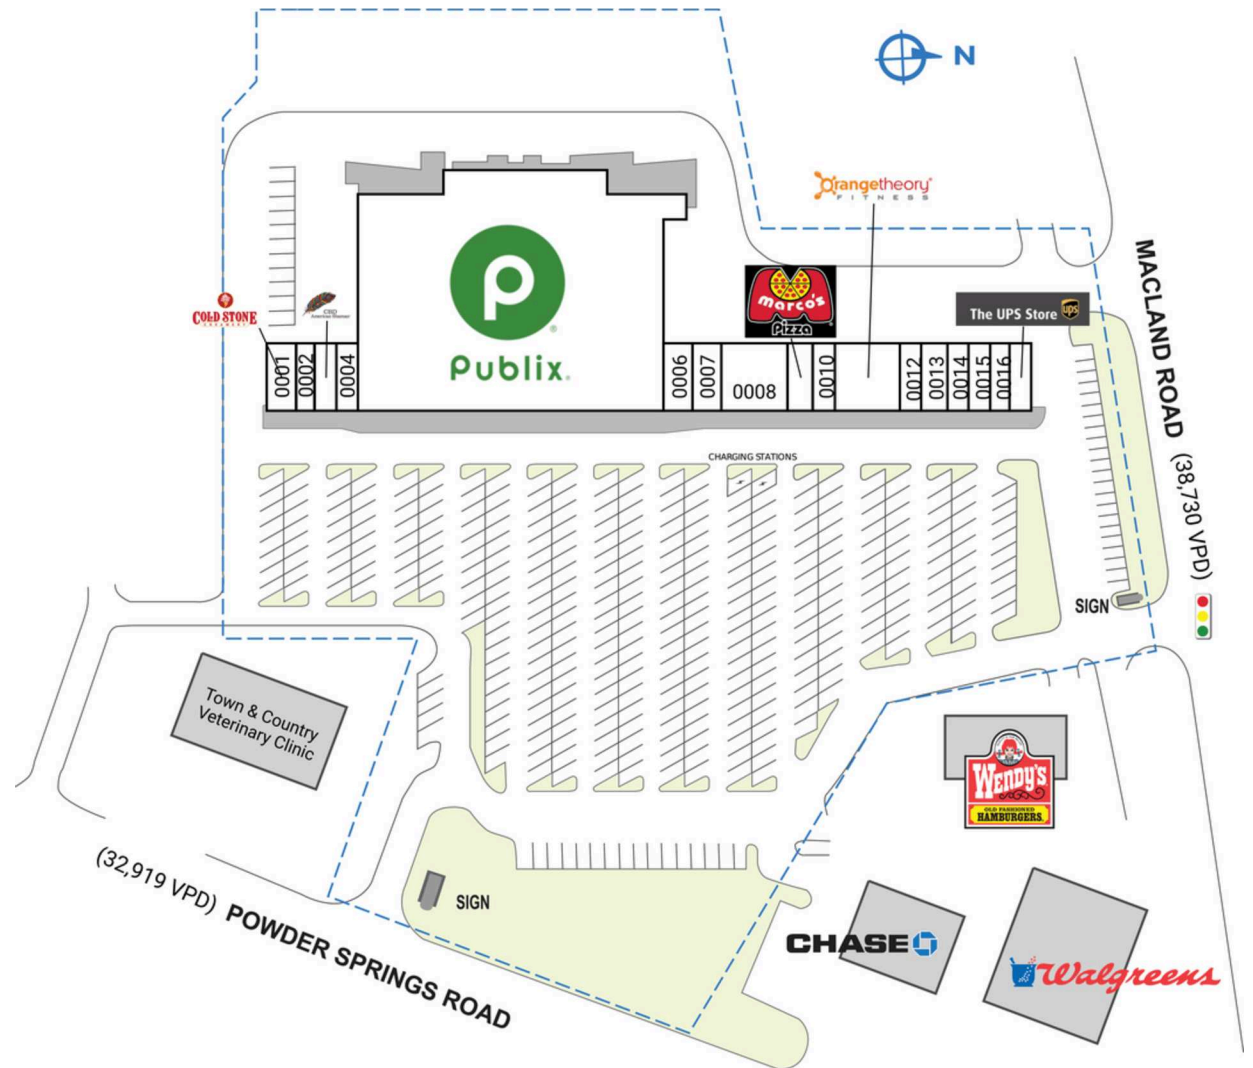 N
Orangetheory®
FITNESS
MACLAND ROAD (38,730 VPD)
COLD STONE
CREAMERY
marco's
Pizza
The UPS Store
ups
Publix®
0001
0002
0004
0006
0007
0008
0010
0012
0013
0014
0015
0016
CHARGING STATIONS
SIGN
Town & Country
Veterinary Clinic
WENDY'S
OLD FASHIONED
HAMBURGERS.
(32,919 VPD) POWDER SPRINGS ROAD
SIGN
CHASE
Walgreens